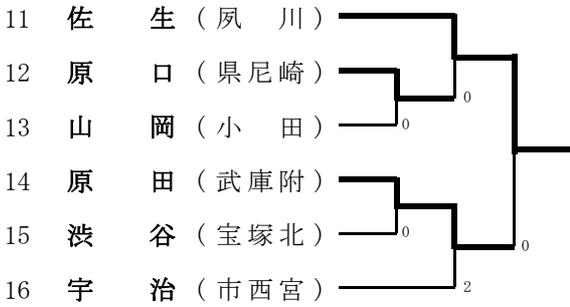 11 佐 生 ( 夙 川 )
12 原 口 ( 県尼崎 )
0
13 山 岡 ( 小 田 )
0
14 原 田 ( 武庫附 )
15 渋 谷 ( 宝塚北 )
0
0
16 宇 治 ( 市西宮 )
2